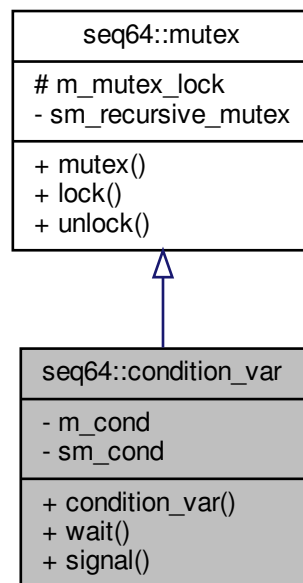 seq64::mutex
# m_mutex_lock
- sm_recursive_mutex
+ mutex()
+ lock()
+ unlock()
seq64::condition_var
- m_cond
- sm_cond
+ condition_var()
+ wait()
+ signal()